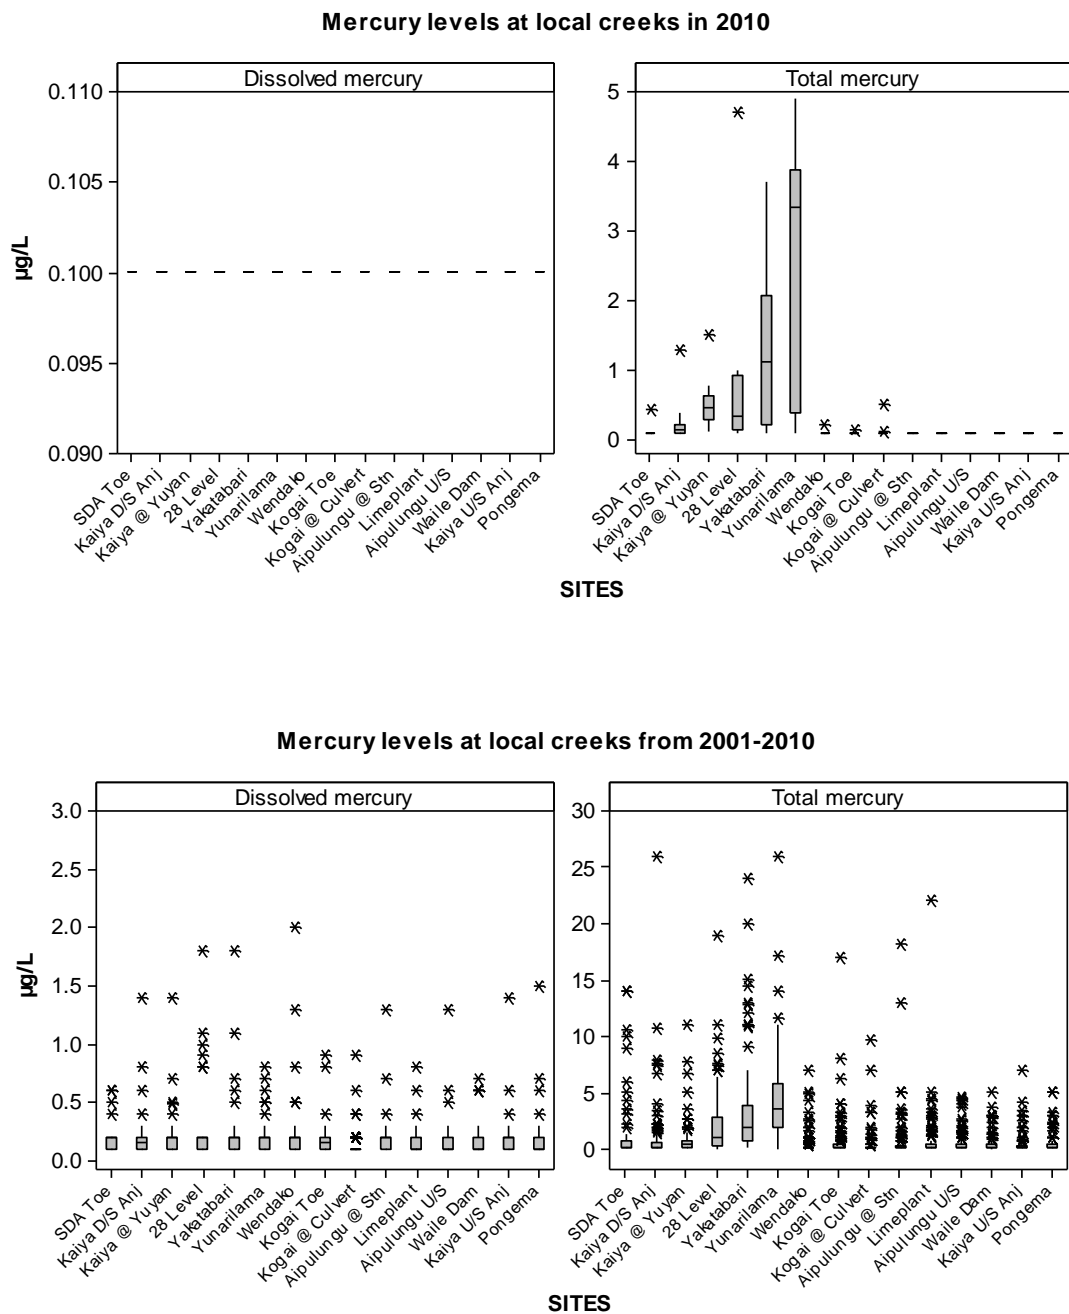 Mercury levels at local creeks in 2010
Dissolved mercury
Total mercury
0.110
0.105
0.100
0.095
0.090
µg/L
5
4
3
2
1
0
SDA Toe
Kaiya D/S Anj
Kaiya @ Yuyan
28 Level
Yakatabari
Yunarilama
Wendako
Kogai Toe
Kogai @ Culvert
Aipulungu @ Stn
Limeplant
Aipulungu U/S
Waile Dam
Kaiya U/S Anj
Pongema
SDA Toe
Kaiya D/S Anj
Kaiya @ Yuyan
28 Level
Yakatabari
Yunarilama
Wendako
Kogai Toe
Kogai @ Culvert
Aipulungu @ Stn
Limeplant
Aipulungu U/S
Waile Dam
Kaiya U/S Anj
Pongema
SITES
Mercury levels at local creeks from 2001-2010
Dissolved mercury
Total mercury
3.0
2.5
2.0
1.5
1.0
0.5
0.0
µg/L
30
25
20
15
10
5
0
SDA Toe
Kaiya D/S Anj
Kaiya @ Yuyan
28 Level
Yakatabari
Yunarilama
Wendako
Kogai Toe
Kogai @ Culvert
Aipulungu @ Stn
Limeplant
Aipulungu U/S
Waile Dam
Kaiya U/S Anj
Pongema
SDA Toe
Kaiya D/S Anj
Kaiya @ Yuyan
28 Level
Yakatabari
Yunarilama
Wendako
Kogai Toe
Kogai @ Culvert
Aipulungu @ Stn
Limeplant
Aipulungu U/S
Waile Dam
Kaiya U/S Anj
Pongema
SITES